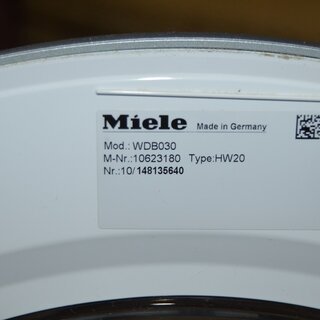 Miele Made in Germany
Mod.:WDB030
M-Nr.:10623180 Type:HW20
Nr.:10/148135640